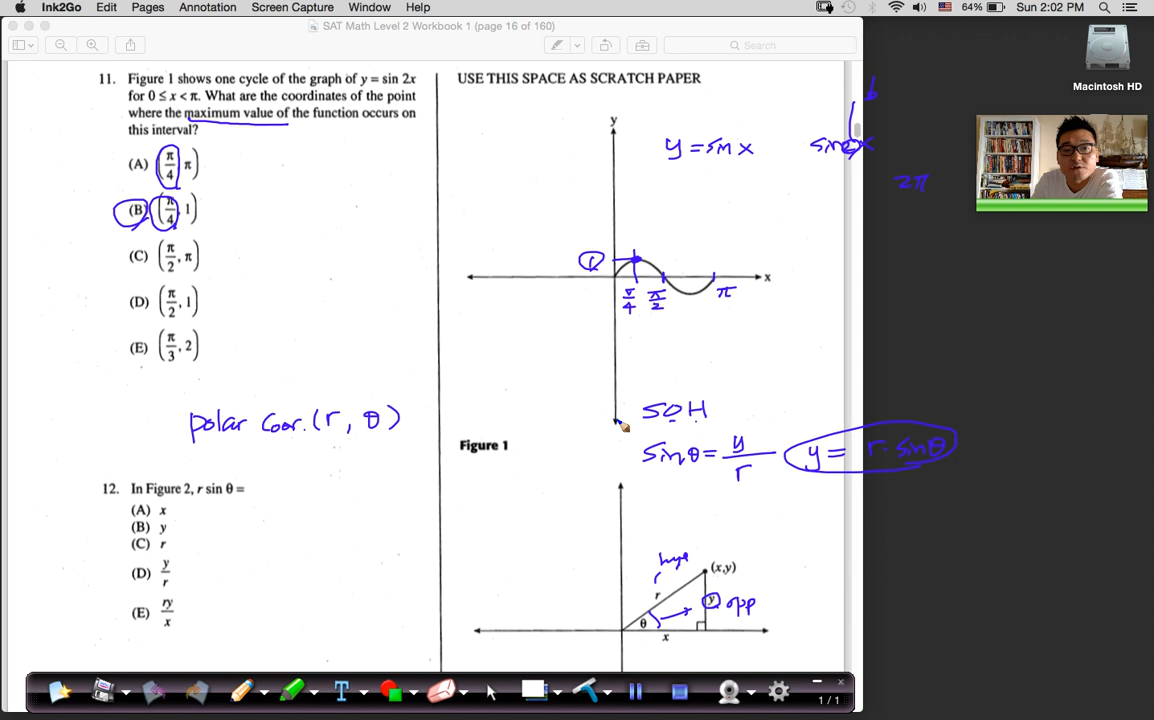 Ink2Go File Edit Pages Annotation Screen Capture Window Help 64% Sun 2:02 PM
SAT Math Level 2 Workbook 1 (page 16 of 160)
Search
Macintosh HD
11. Figure 1 shows one cycle of the graph of y = sin 2x
for 0 ≤ x < π. What are the coordinates of the point
where the maximum value of the function occurs on
this interval?
(A) (π/4, π)
(B) (π/4, 1)
(C) (π/2, π)
(D) (π/2, 1)
(E) (π/3, 2)
polar Coor. (r, θ)
12. In Figure 2, r sin θ =
(A) x
(B) y
(C) r
(D) y/r
(E) ry/x
USE THIS SPACE AS SCRATCH PAPER
y
y = sin x
b
sin 2x
2π
1
x
π/4 π/2 π
SOH
Figure 1
sin θ = y/r
y = r · sin θ
hyp
r
(x,y)
r
y opp
θ
x
T
1/1